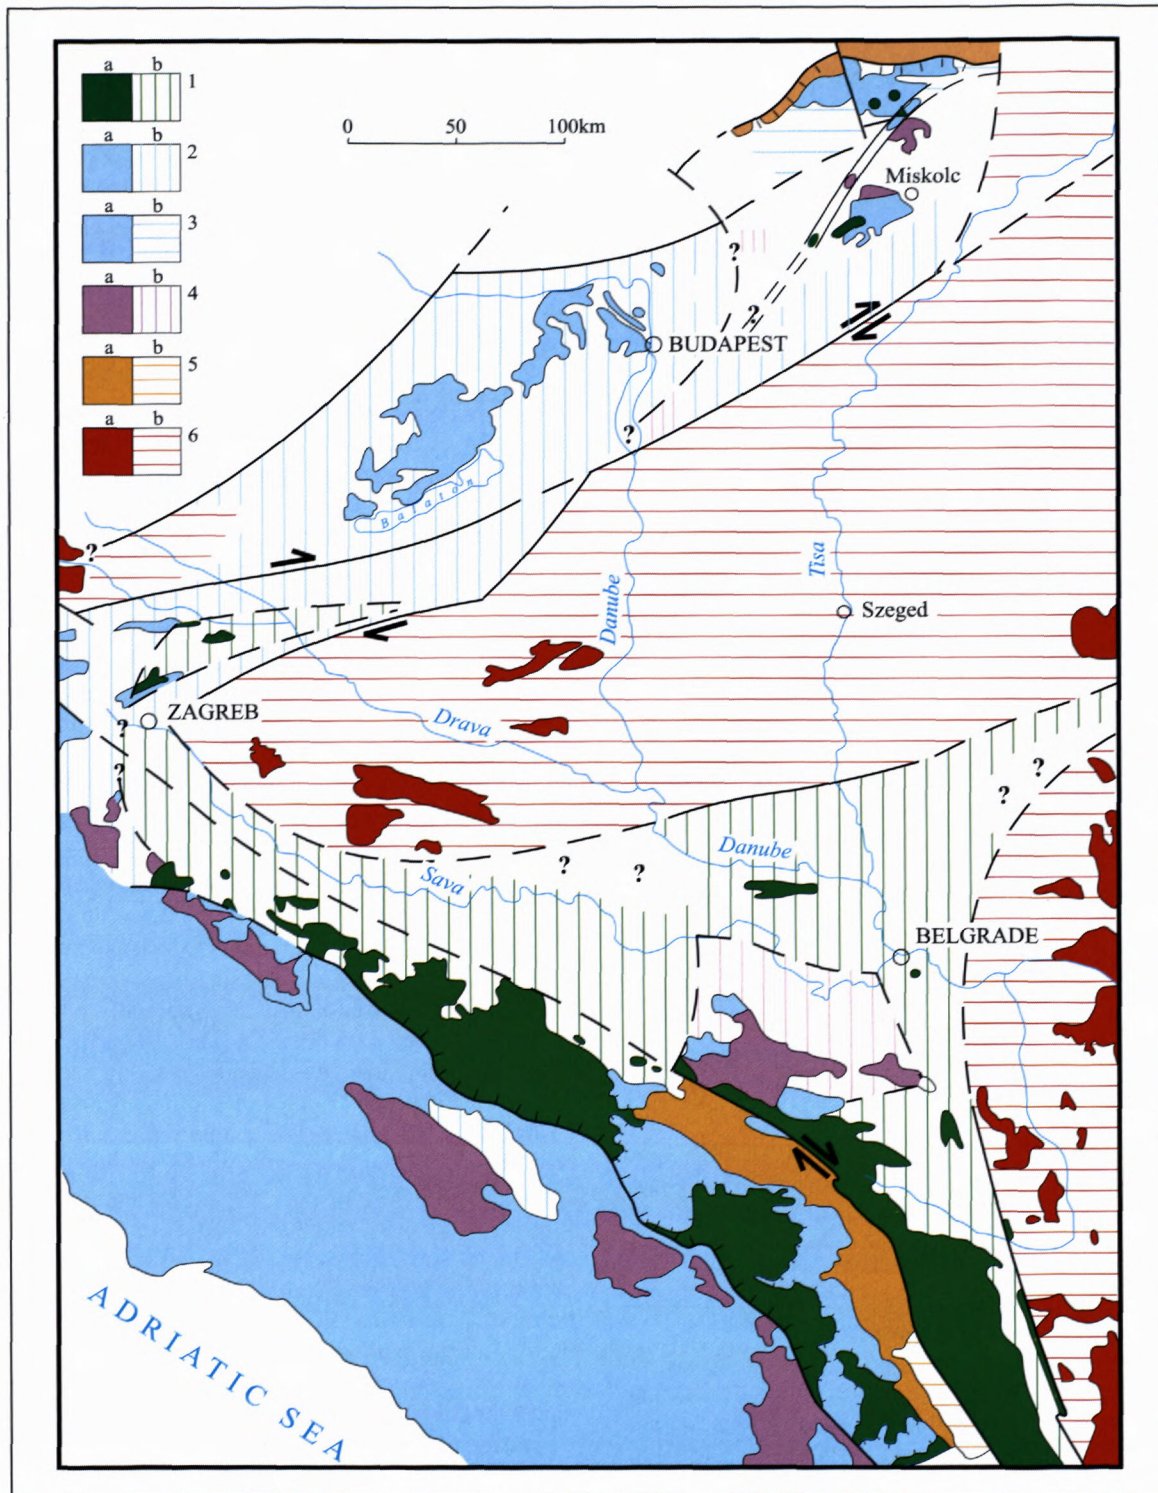 a b
1
2
3
4
5
6
0 50 100km
Miskolc
?
?
BUDAPEST
?
Balaton
?
Tisa
Danube
Szeged
ZAGREB
?
Drava
?
?
?
Danube
?
?
Sava
BELGRADE
ADRIATIC SEA
a b
a b
a b
a b
a b